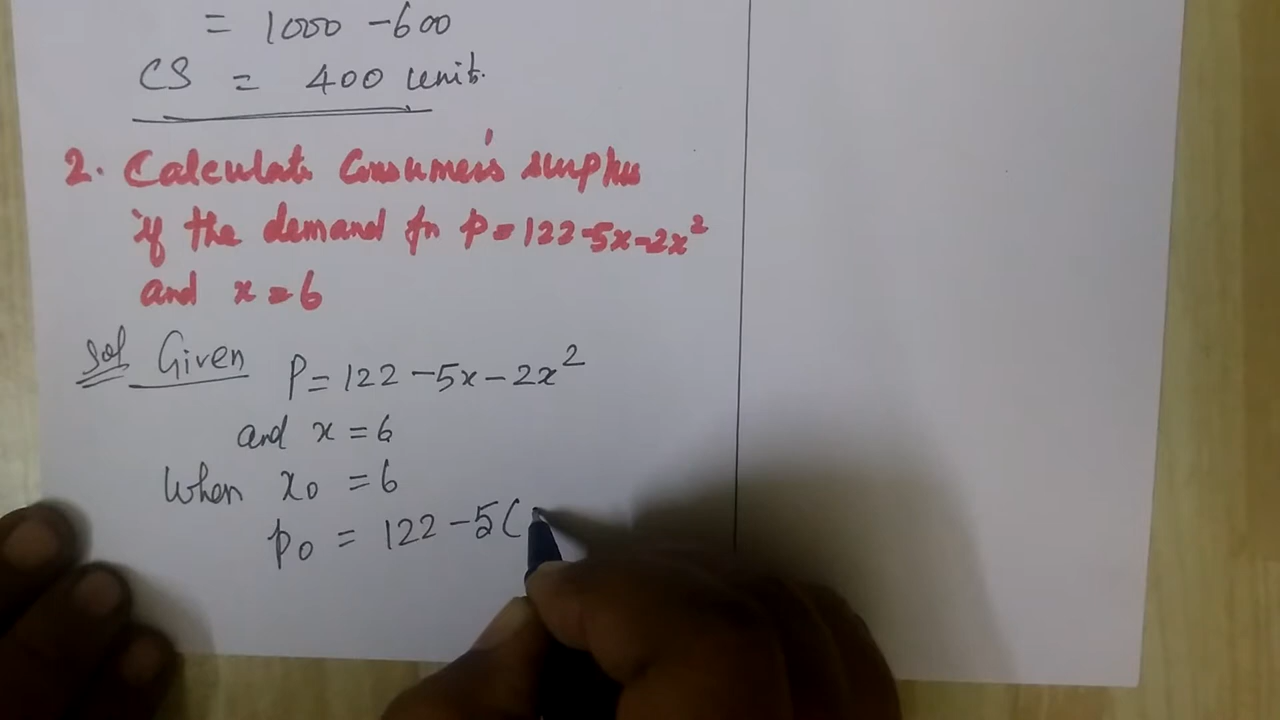 = 1000 - 600
CS = 400 units.
2. Calculate Consumer's surplus
if the demand fn p = 122-5x-2x²
and x = 6
Sol Given P = 122 - 5x - 2x²
and x = 6
When x₀ = 6
p₀ = 122 - 5(